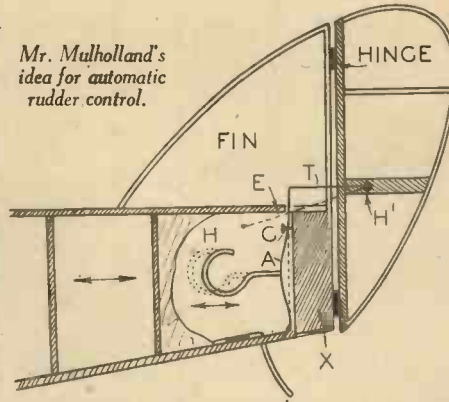 Mr. Mulholland's
idea for automatic
rudder control.
HINGE
FIN
T
E
H'
H
C
A
X